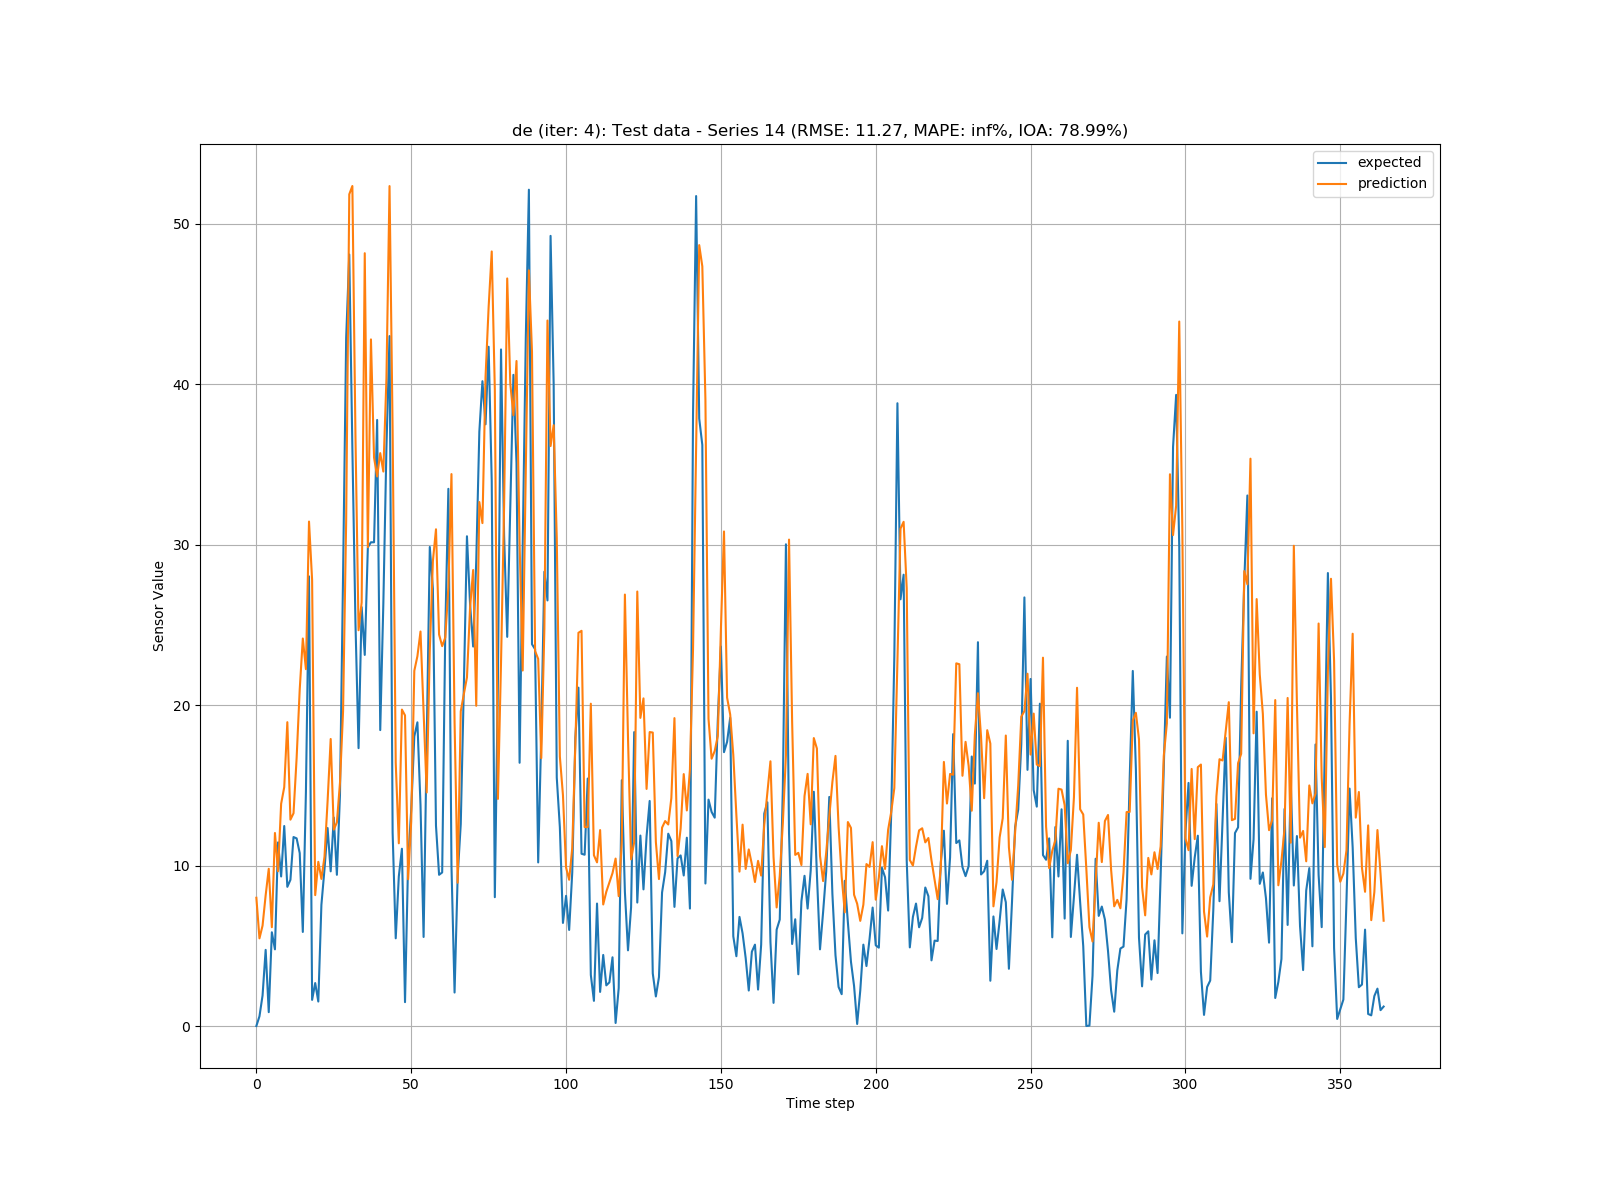 de (iter: 4): Test data - Series 14 (RMSE: 11.27, MAPE: inf%, IOA: 78.99%)
expected
prediction
50
40
30
20
10
0
Sensor Value
0 50 100 150 200 250 300 350
Time step